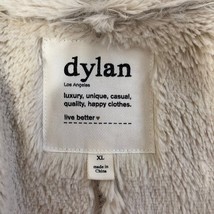 dylan
Los Angeles
luxury, unique, casual,
quality, happy clothes.
live better ♥
XL
made in
China